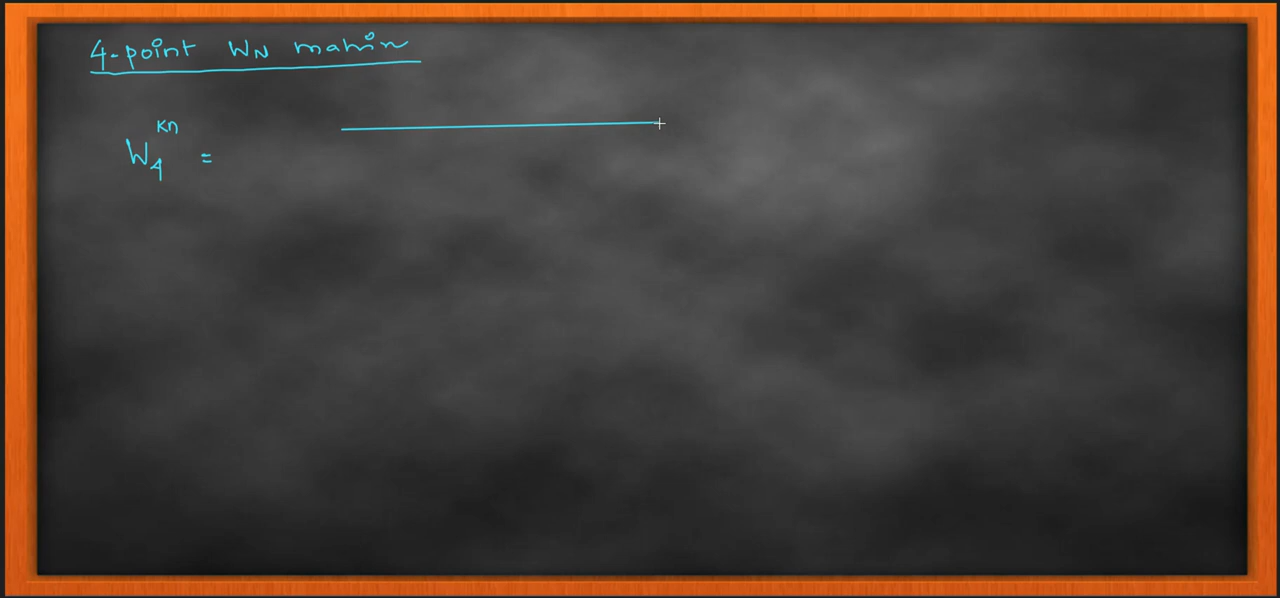 4-point WN matrix
W4^kn =